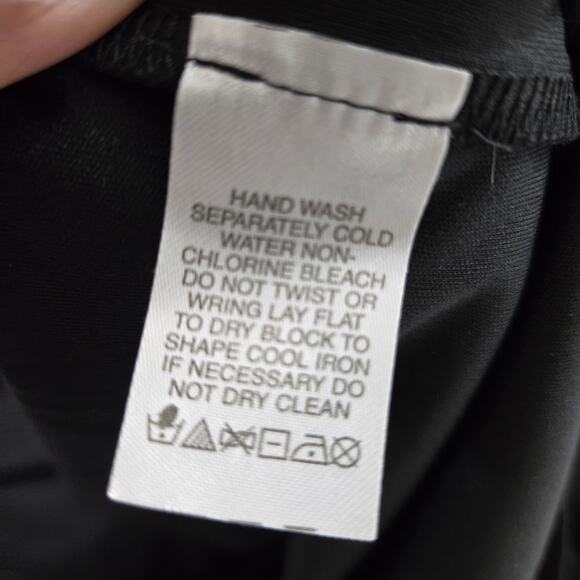 HAND WASH
SEPARATELY COLD
WATER NON-
CHLORINE BLEACH
DO NOT TWIST OR
WRING LAY FLAT
TO DRY BLOCK TO
SHAPE COOL IRON
IF NECESSARY DO
NOT DRY CLEAN